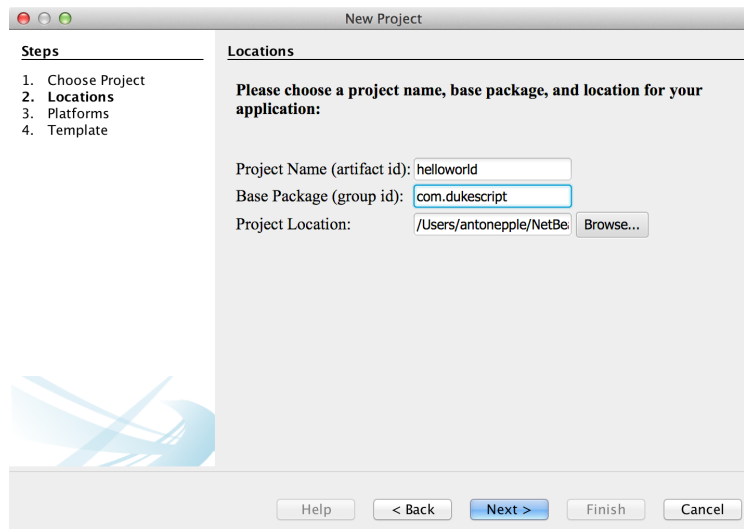 New Project
Steps
1. Choose Project
2. Locations
3. Platforms
4. Template
Locations
Please choose a project name, base package, and location for your
application:
Project Name (artifact id): helloworld
Base Package (group id): com.dukescript
Project Location: /Users/antonepple/NetBe Browse...
Help < Back Next > Finish Cancel